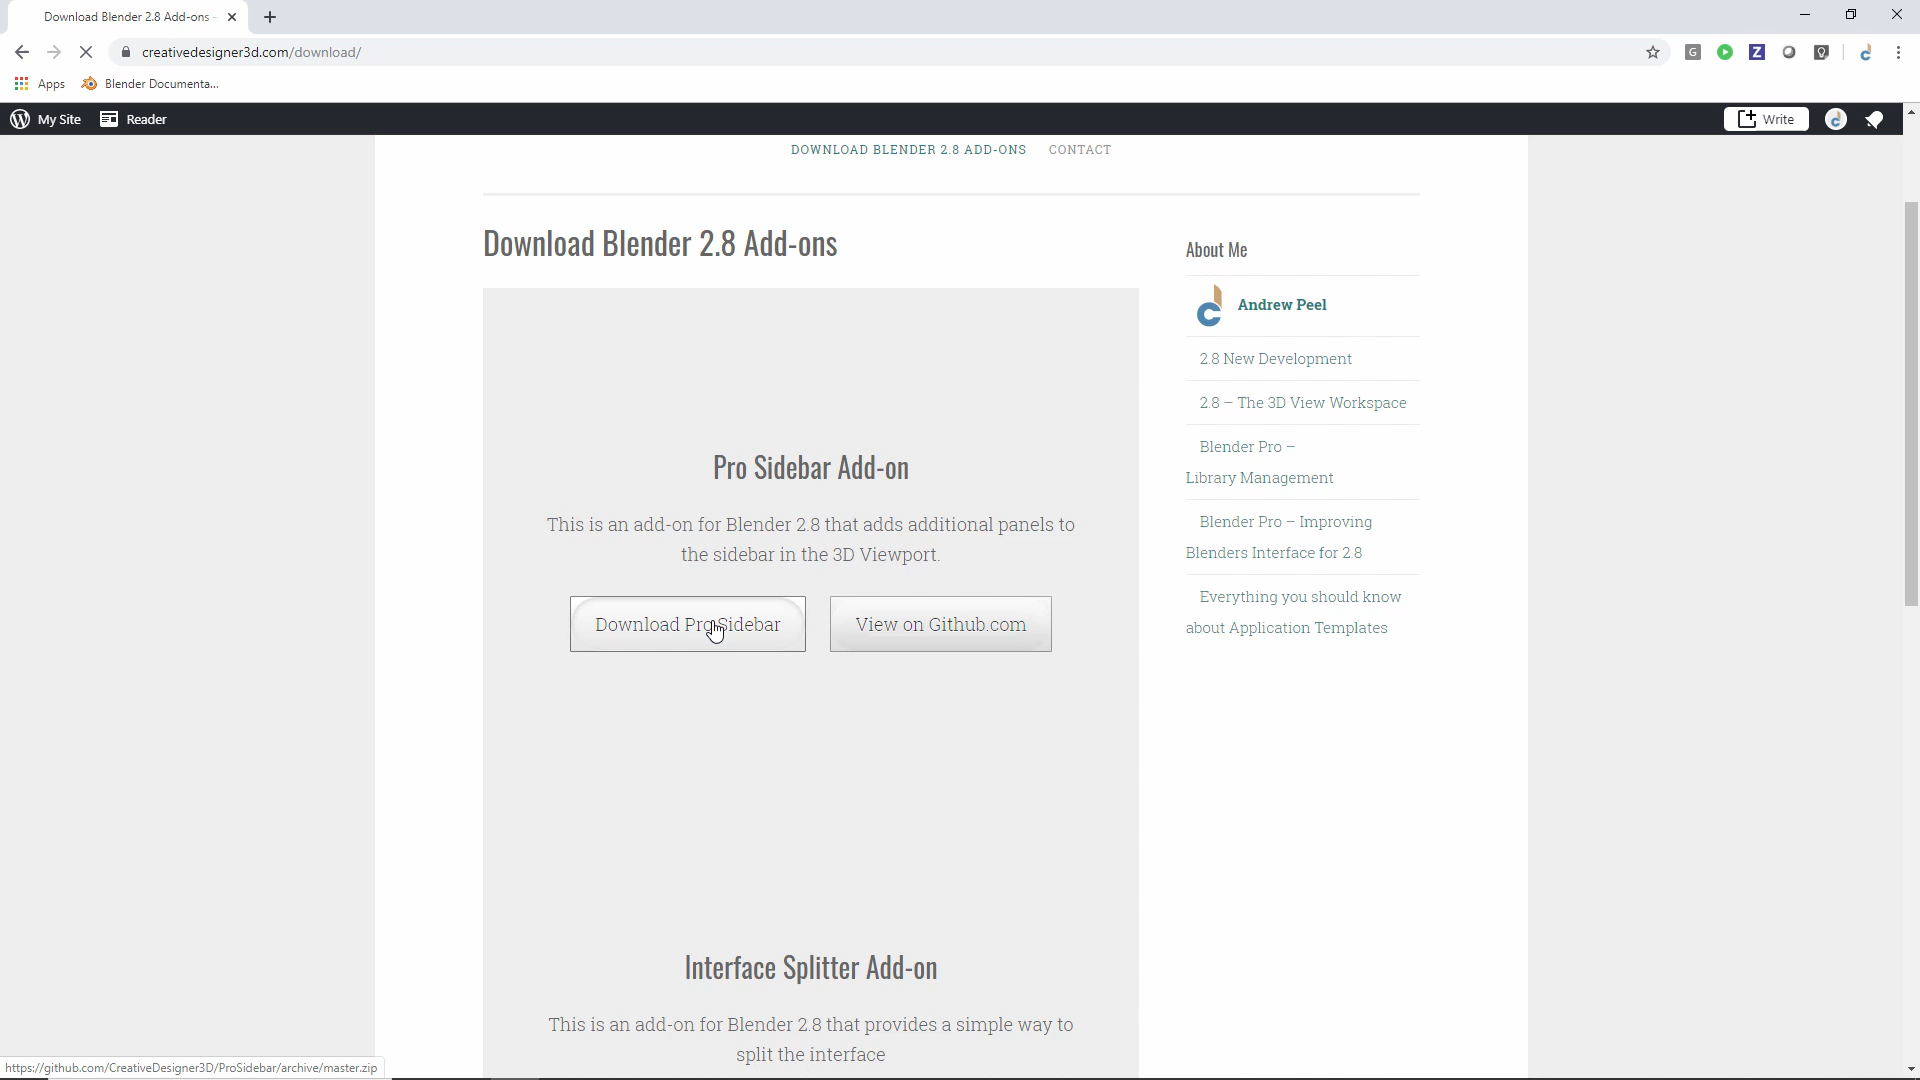 Download Blender 2.8 Add-ons -
creativedesigner3d.com/download/
Apps
Blender Documenta...
My Site
Reader
Write
DOWNLOAD BLENDER 2.8 ADD-ONS
CONTACT
Download Blender 2.8 Add-ons
Pro Sidebar Add-on
This is an add-on for Blender 2.8 that adds additional panels to
the sidebar in the 3D Viewport.
Download Pro Sidebar
View on Github.com
Interface Splitter Add-on
This is an add-on for Blender 2.8 that provides a simple way to
split the interface
About Me
Andrew Peel
2.8 New Development
2.8 – The 3D View Workspace
Blender Pro –
Library Management
Blender Pro – Improving
Blenders Interface for 2.8
Everything you should know
about Application Templates
https://github.com/CreativeDesigner3D/ProSidebar/archive/master.zip